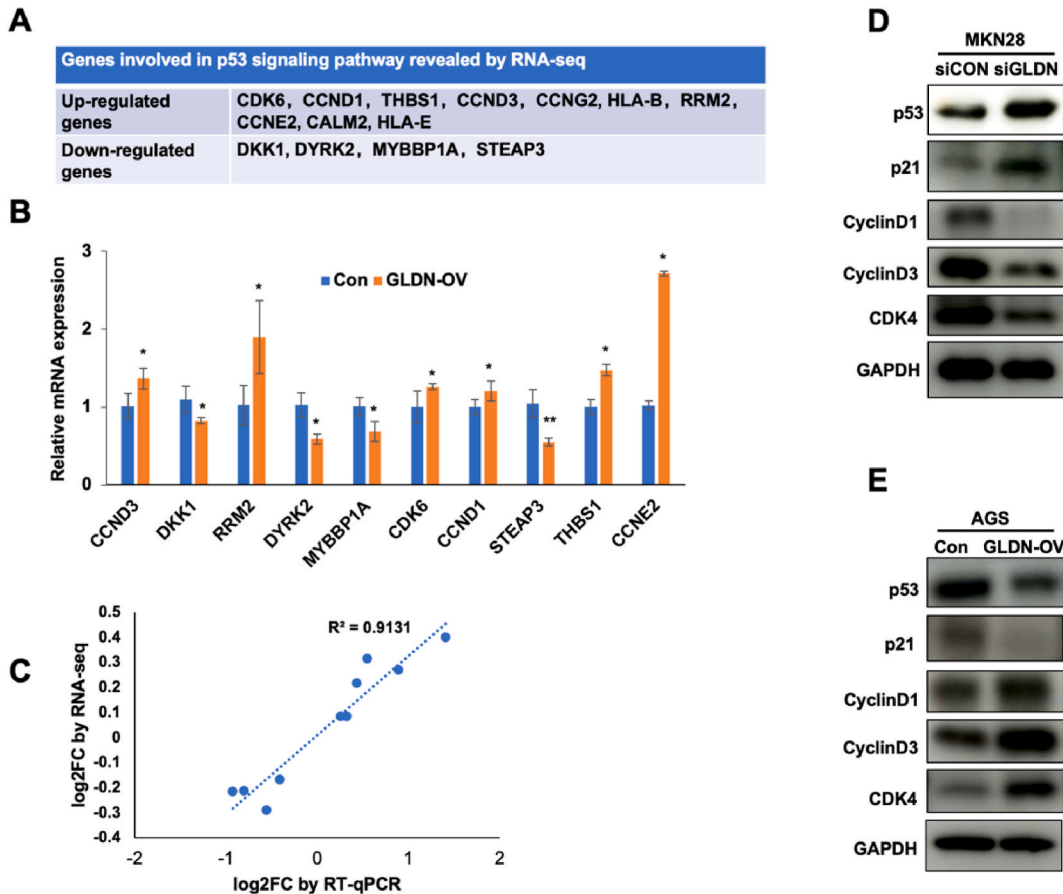 A
Genes involved in p53 signaling pathway revealed by RNA-seq
Up-regulated genes
CDK6, CCND1, THBS1, CCND3, CCNG2, HLA-B, RRM2,
CCNE2, CALM2, HLA-E
Down-regulated genes
DKK1, DYRK2, MYBBP1A, STEAP3
B
Relative mRNA expression
3
2
1
0
Con
GLDN-OV
*
*
*
*
*
*
*
**
*
*
CCND3
DKK1
RRM2
DYRK2
MYBBP1A
CDK6
CCND1
STEAP3
THBS1
CCNE2
C
log2FC by RNA-seq
0.5
0.4
0.3
0.2
0.1
0
-0.1
-0.2
-0.3
-0.4
R² = 0.9131
-2
-1
0
1
2
log2FC by RT-qPCR
D
MKN28
siCON siGLDN
p53
p21
CyclinD1
CyclinD3
CDK4
GAPDH
E
AGS
Con GLDN-OV
p53
p21
CyclinD1
CyclinD3
CDK4
GAPDH